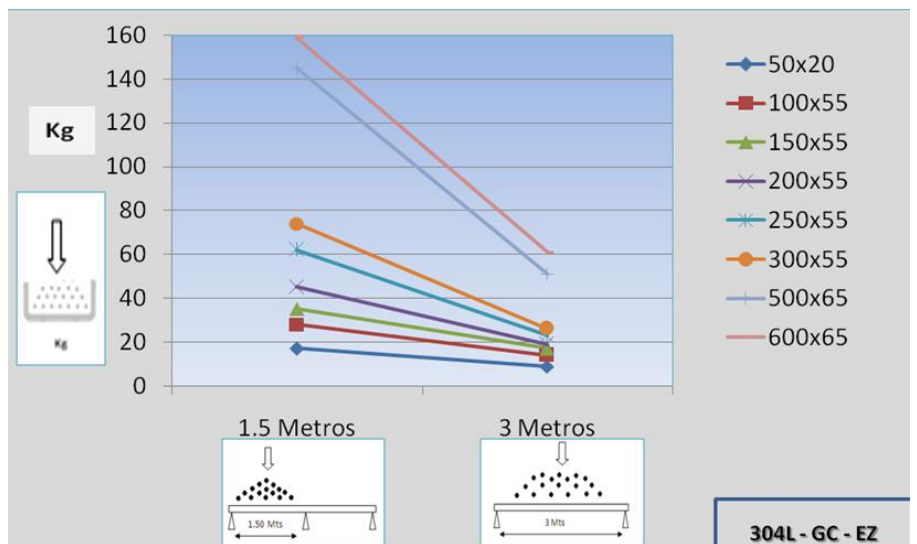 160
140
120
100
80
60
40
20
0
Kg
Kg
1.5 Metros
3 Metros
1.50 Mts
3 Mts
50x20
100x55
150x55
200x55
250x55
300x55
500x65
600x65
304L - GC - EZ